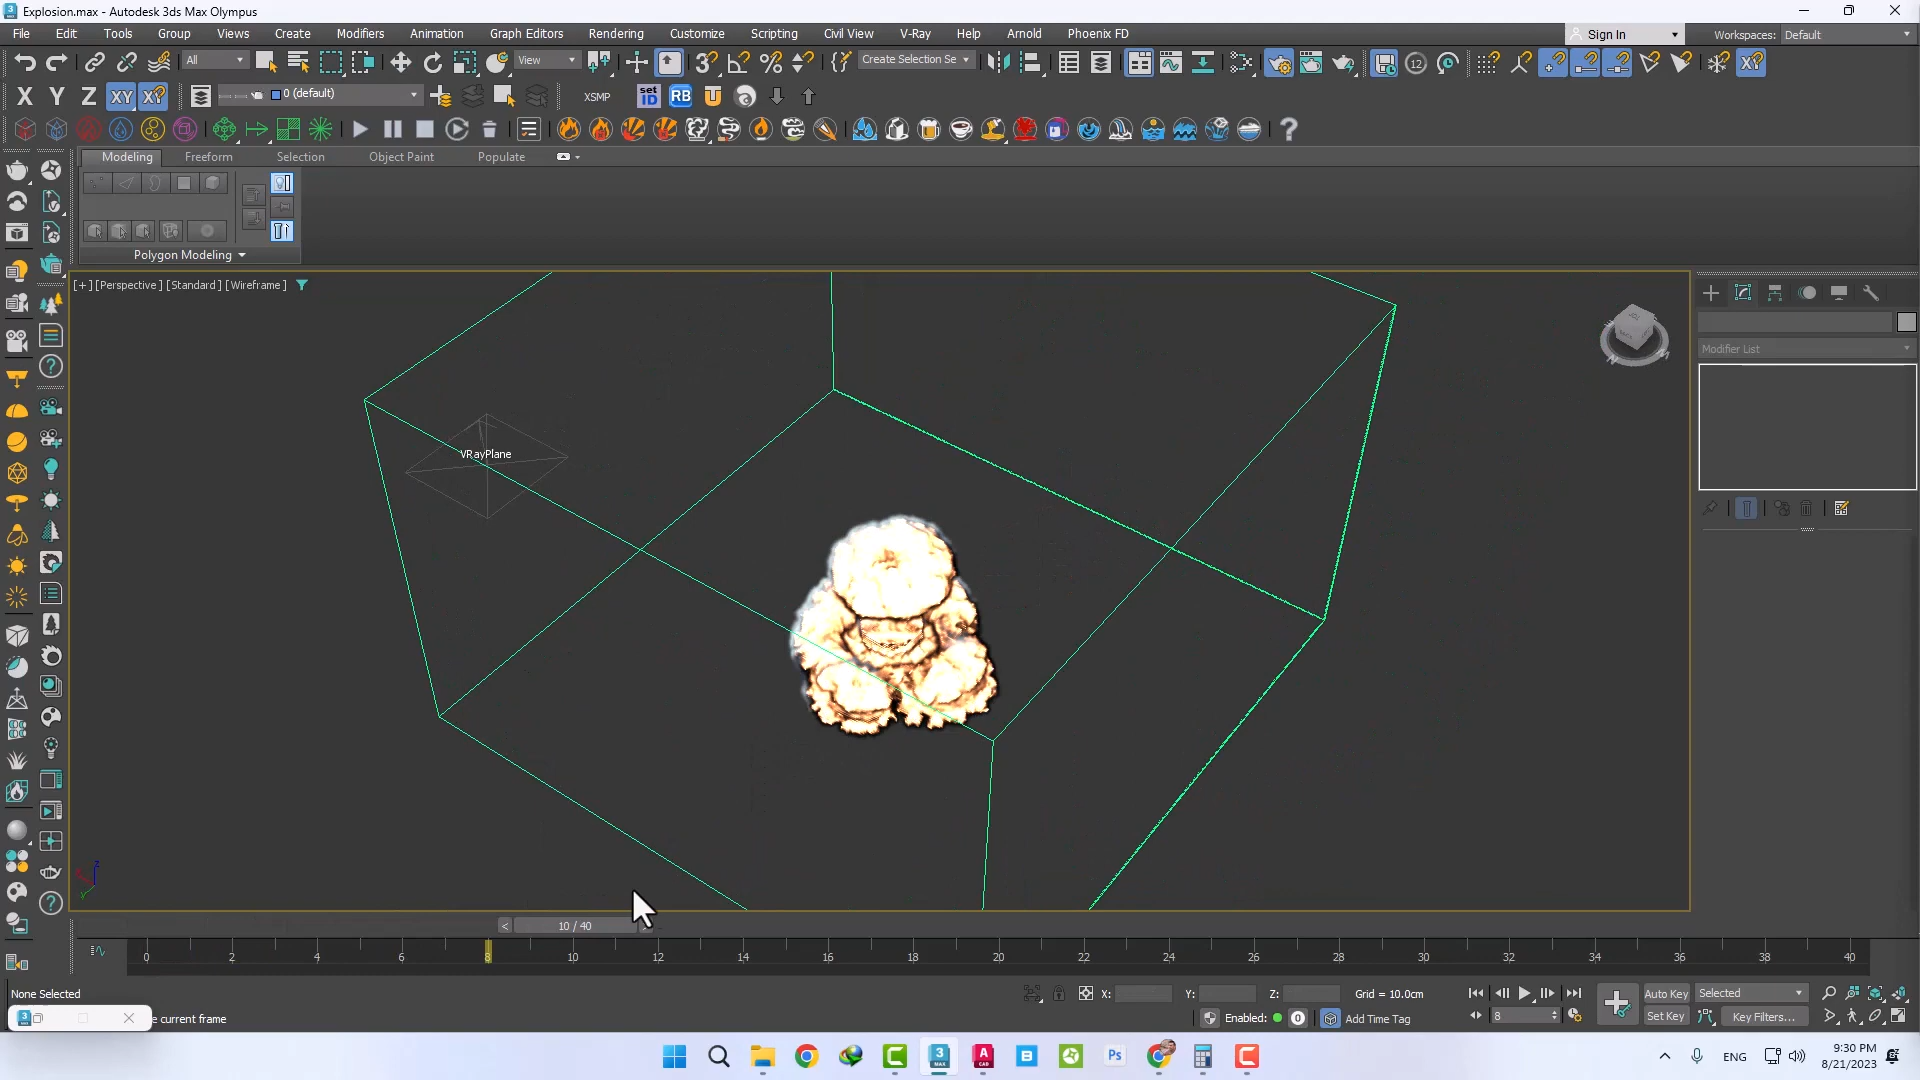 Explosion.max - Autodesk 3ds Max Olympus
File Edit Tools Group Views Create Modifiers Animation Graph Editors Rendering Customize Scripting Civil View V-Ray Help Arnold Phoenix FD Sign In Workspaces: Default
All View Create Selection Se
X Y Z XY 0 (default) XSMP set ID RB
Modeling Freeform Selection Object Paint Populate
Polygon Modeling
[+] [Perspective] [Standard] [Wireframe]
Modifier List
VRayPlane
10 / 40
0 2 4 6 8 10 12 14 16 18 20 22 24 26 28 30 32 34 36 38 40
None Selected X: Y: Z: Grid = 10.0cm Auto Key Selected
e current frame Enabled: 0 Add Time Tag 8 Set Key Key Filters...
ENG 9:30 PM
8/21/2023